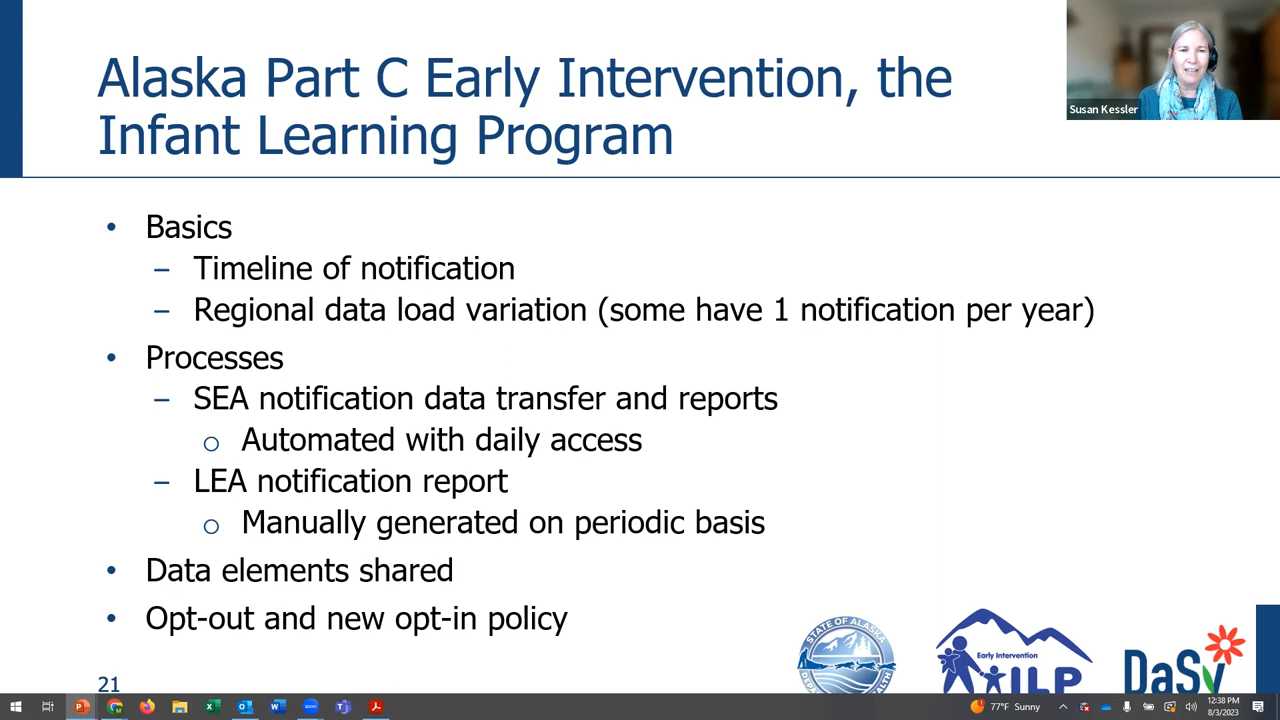 Alaska Part C Early Intervention, the
Infant Learning Program
Susan Kessler
• Basics
– Timeline of notification
– Regional data load variation (some have 1 notification per year)
• Processes
– SEA notification data transfer and reports
o Automated with daily access
– LEA notification report
o Manually generated on periodic basis
• Data elements shared
• Opt-out and new opt-in policy
STATE OF ALASKA
Early Intervention
ILP
DaSy
21
77°F Sunny
12:38 PM
8/3/2023